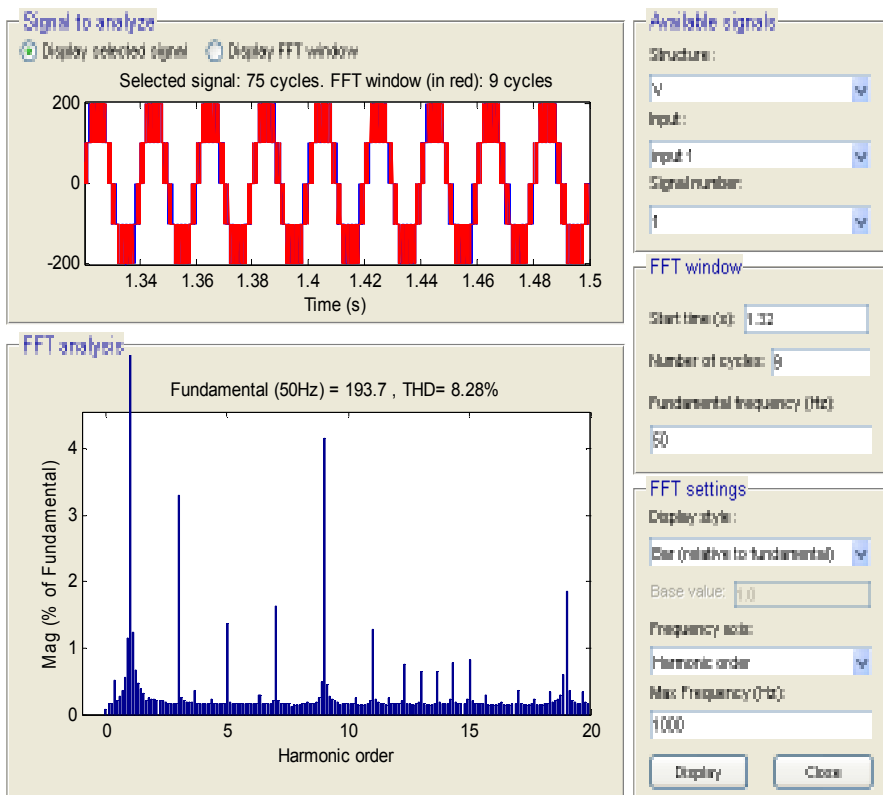 Signal to analyze
Display selected signal Display FFT window
Selected signal: 75 cycles. FFT window (in red): 9 cycles
200
0
-200
1.34 1.36 1.38 1.4 1.42 1.44 1.46 1.48 1.5
Time (s)
FFT analysis
Fundamental (50Hz) = 193.7 , THD= 8.28%
Mag (% of Fundamental)
4
3
2
1
0
0 5 10 15 20
Harmonic order
Available signals
Structure :
V
Input :
input 1
Signal number:
1
FFT window
Start time (s): 1.32
Number of cycles: 9
Fundamental frequency (Hz):
50
FFT settings
Display style :
Bar (relative to fundamental)
Base value: 1.0
Frequency axis:
Harmonic order
Max Frequency (Hz):
1000
Display Close